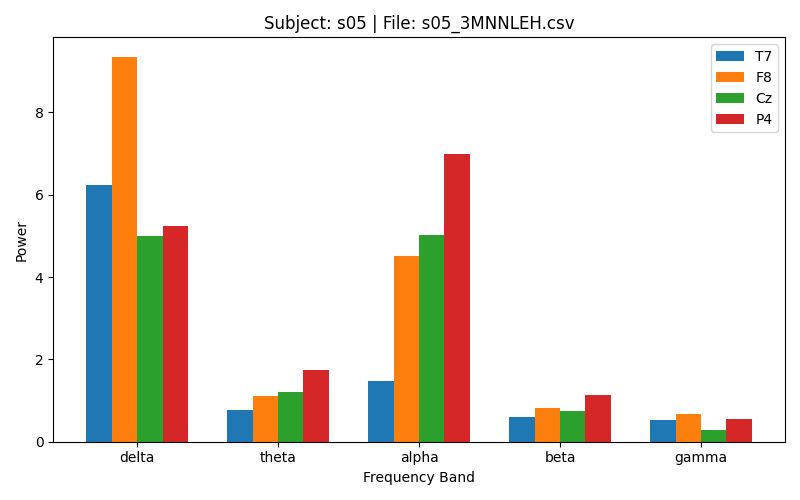 Subject: s05 | File: s05_3MNNLEH.csv
T7
F8
Cz
P4
Power
8
6
4
2
0
delta theta alpha beta gamma
Frequency Band